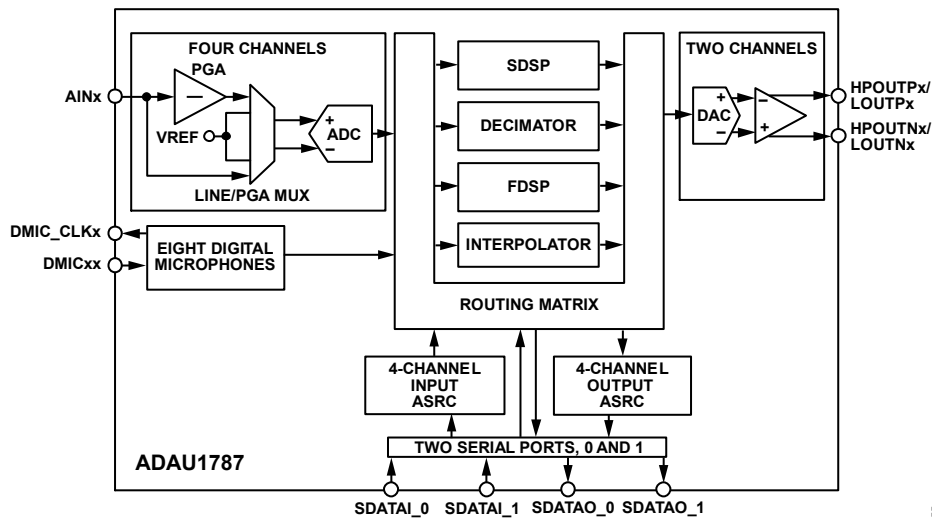 FOUR CHANNELS
PGA
AINx
VREF
+
−
ADC
LINE/PGA MUX
DMIC_CLKx
DMICxx
EIGHT DIGITAL
MICROPHONES
SDSP
DECIMATOR
FDSP
INTERPOLATOR
ROUTING MATRIX
TWO CHANNELS
DAC
+
−
−
+
HPOUTPx/
LOUTPx
HPOUTNx/
LOUTNx
4-CHANNEL
INPUT
ASRC
4-CHANNEL
OUTPUT
ASRC
TWO SERIAL PORTS, 0 AND 1
ADAU1787
SDATAI_0
SDATAI_1
SDATAO_0
SDATAO_1